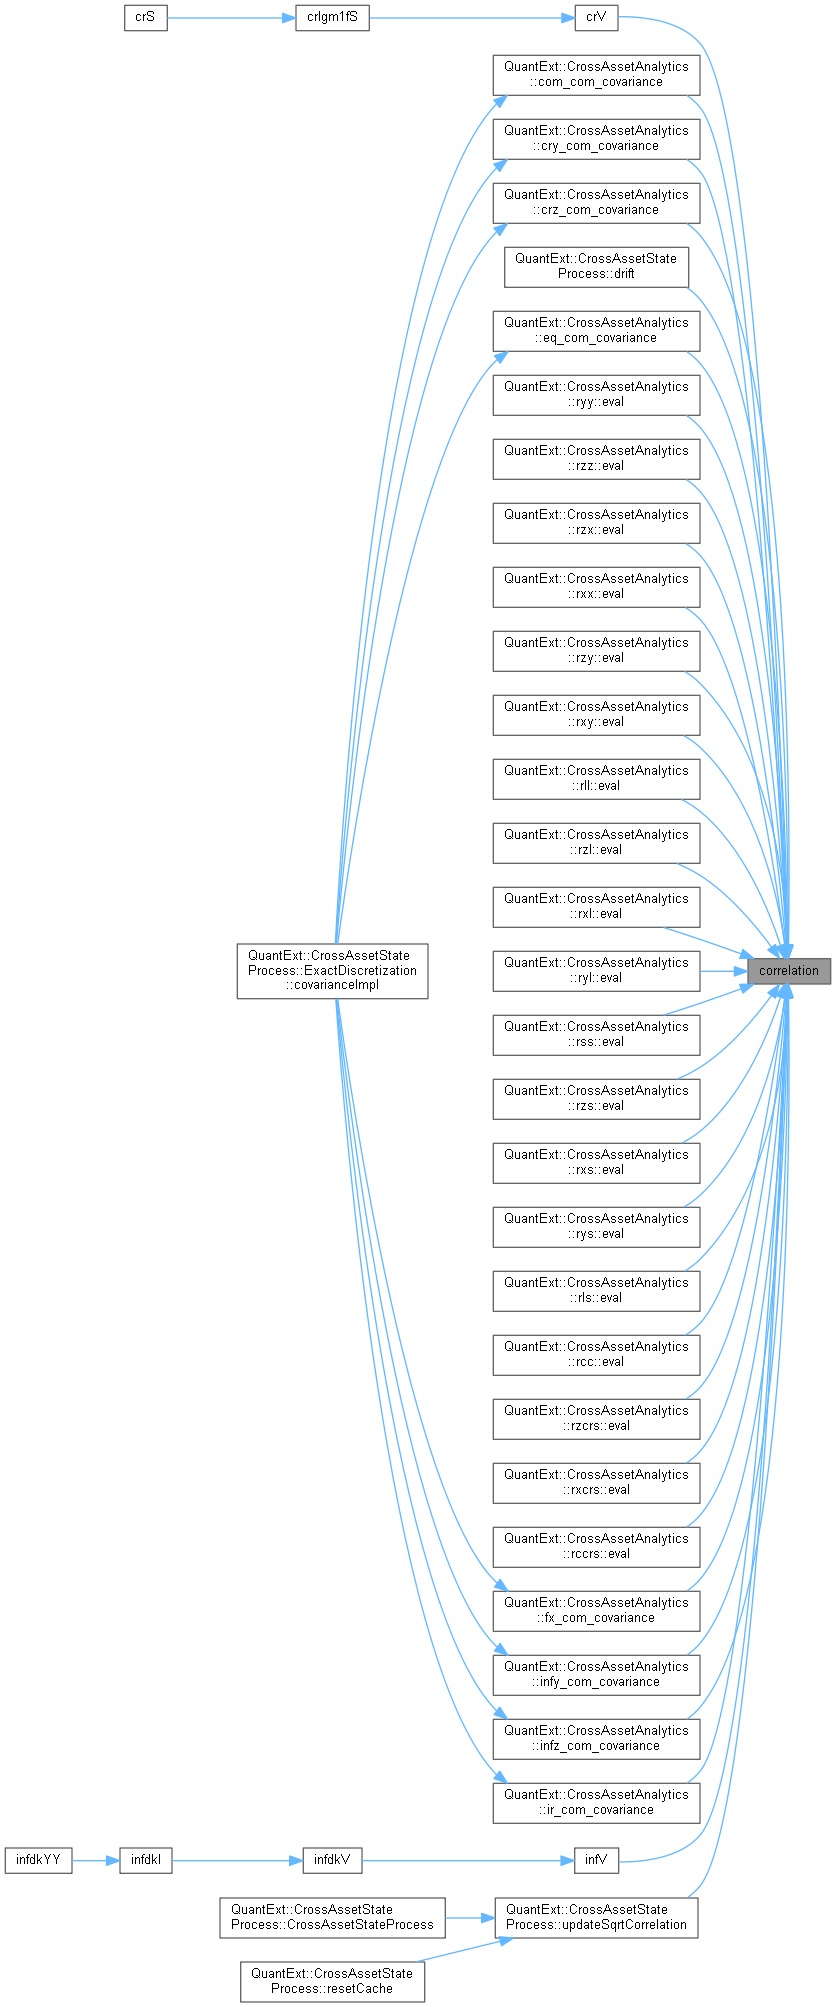 crS
crlgm1fS
crV
QuantExt::CrossAssetAnalytics
::com_com_covariance
QuantExt::CrossAssetAnalytics
::cry_com_covariance
QuantExt::CrossAssetAnalytics
::crz_com_covariance
QuantExt::CrossAssetState
Process::drift
QuantExt::CrossAssetAnalytics
::eq_com_covariance
QuantExt::CrossAssetAnalytics
::ryy::eval
QuantExt::CrossAssetAnalytics
::rzz::eval
QuantExt::CrossAssetAnalytics
::rzx::eval
QuantExt::CrossAssetAnalytics
::rxx::eval
QuantExt::CrossAssetAnalytics
::rzy::eval
QuantExt::CrossAssetAnalytics
::rxy::eval
QuantExt::CrossAssetAnalytics
::rll::eval
QuantExt::CrossAssetAnalytics
::rzl::eval
QuantExt::CrossAssetAnalytics
::rxl::eval
QuantExt::CrossAssetState
Process::ExactDiscretization
::covarianceImpl
QuantExt::CrossAssetAnalytics
::ryl::eval
correlation
QuantExt::CrossAssetAnalytics
::rss::eval
QuantExt::CrossAssetAnalytics
::rzs::eval
QuantExt::CrossAssetAnalytics
::rxs::eval
QuantExt::CrossAssetAnalytics
::rys::eval
QuantExt::CrossAssetAnalytics
::rls::eval
QuantExt::CrossAssetAnalytics
::rcc::eval
QuantExt::CrossAssetAnalytics
::rzcrs::eval
QuantExt::CrossAssetAnalytics
::rxcrs::eval
QuantExt::CrossAssetAnalytics
::rccrs::eval
QuantExt::CrossAssetAnalytics
::fx_com_covariance
QuantExt::CrossAssetAnalytics
::infy_com_covariance
QuantExt::CrossAssetAnalytics
::infz_com_covariance
QuantExt::CrossAssetAnalytics
::ir_com_covariance
infdkYY
infdkI
infdkV
infV
QuantExt::CrossAssetState
Process::CrossAssetStateProcess
QuantExt::CrossAssetState
Process::updateSqrtCorrelation
QuantExt::CrossAssetState
Process::resetCache